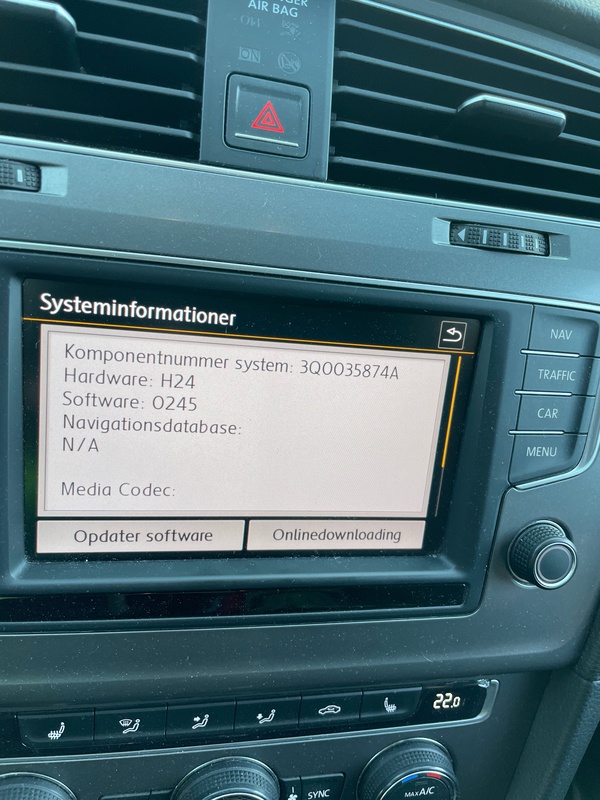 AIR BAG
Systeminformationer
Komponentnummer system: 3Q0035874A
Hardware: H24
Software: 0245
Navigationsdatabase:
N/A
Media Codec:
Opdater software
Onlinedownloading
NAV
TRAFFIC
CAR
MENU
22.0
SYNC
MAX A/C